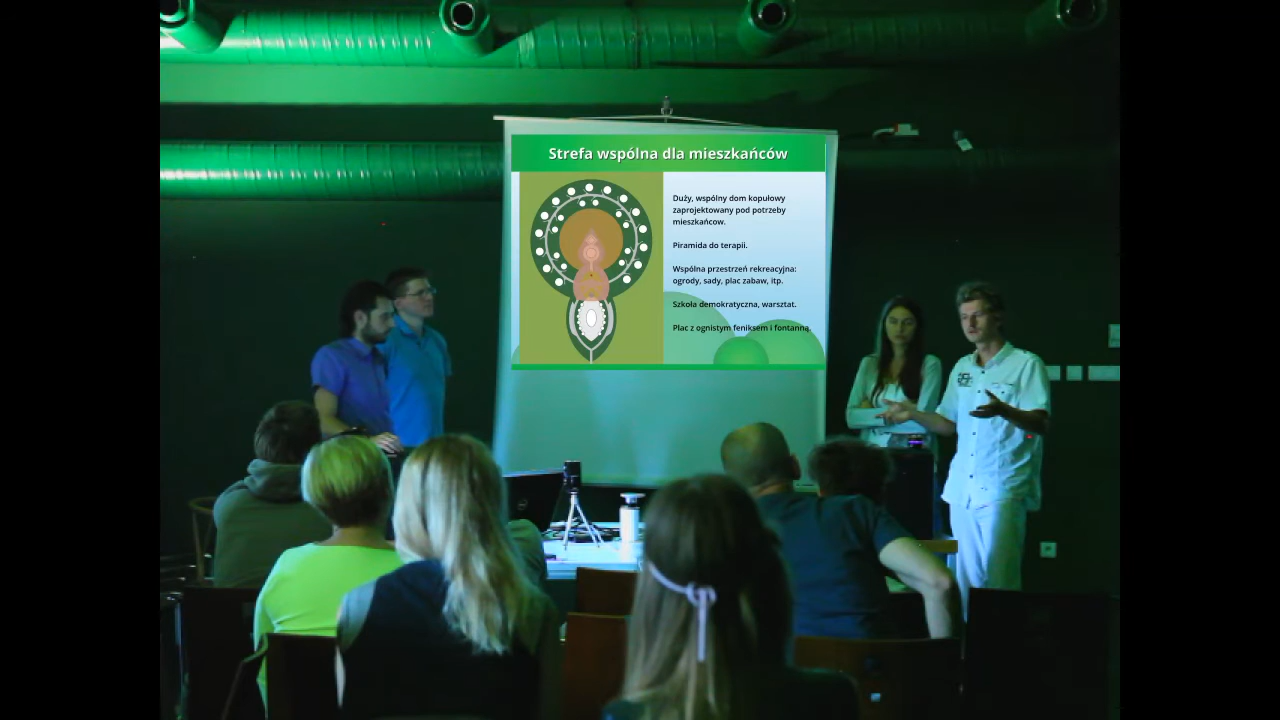 Strefa wspólna dla mieszkańców
Duży, wspólny dom kopułowy
zaprojektowany pod potrzeby
mieszkańcow.
Piramida do terapii.
Wspólna przestrzeń rekreacyjna:
ogrody, sady, plac zabaw, itp.
Szkoła demokratyczna, warsztat.
Plac z ognistym feniksem i fontanną.